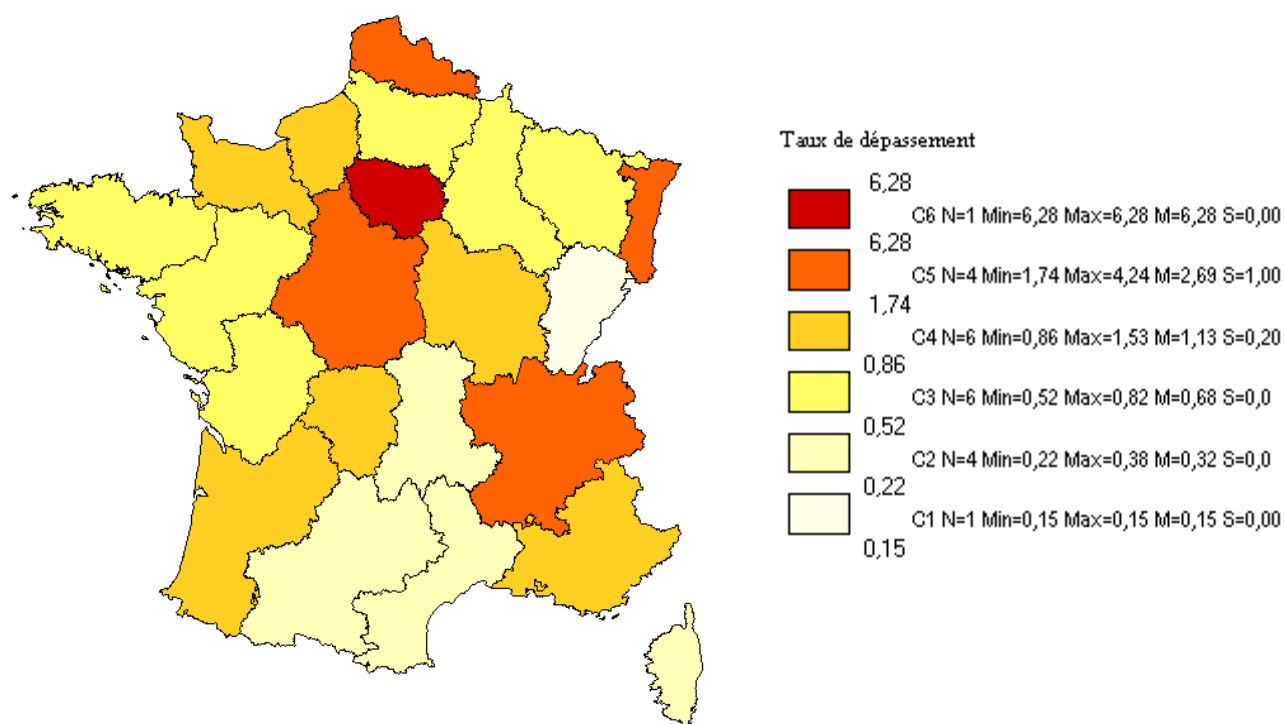 Taux de dépassement
6,28
C6 N=1 Min=6,28 Max=6,28 M=6,28 S=0,00
6,28
C5 N=4 Min=1,74 Max=4,24 M=2,69 S=1,00
1,74
C4 N=6 Min=0,86 Max=1,53 M=1,13 S=0,20
0,86
C3 N=6 Min=0,52 Max=0,82 M=0,68 S=0,0
0,52
C2 N=4 Min=0,22 Max=0,38 M=0,32 S=0,0
0,22
C1 N=1 Min=0,15 Max=0,15 M=0,15 S=0,00
0,15